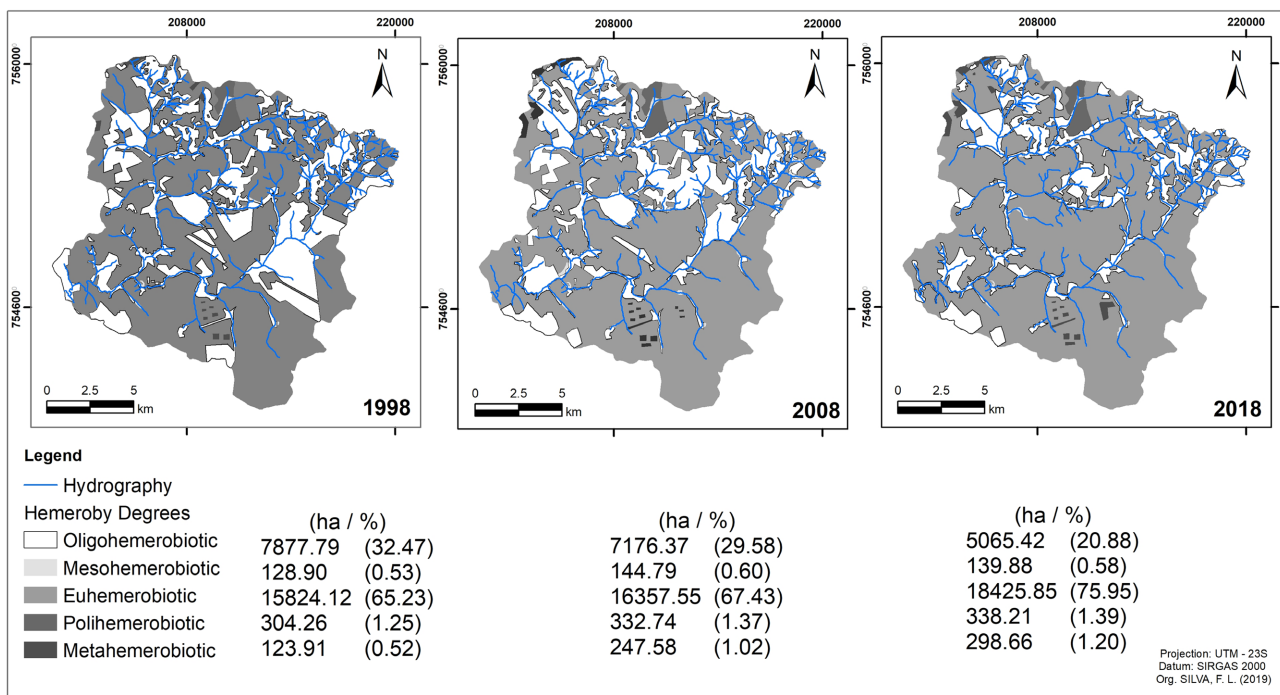 208000 220000 208000 220000 208000 220000
756000 756000 756000
N N N
754600 754600 754600
0 2.5 5 0 2.5 5 0 2.5 5
km 1998 km 2008 km 2018
Legend
Hydrography
Hemeroby Degrees
(ha / %) (ha / %) (ha / %)
Oligohemerobiotic 7877.79 (32.47) 7176.37 (29.58) 5065.42 (20.88)
Mesohemerobiotic 128.90 (0.53) 144.79 (0.60) 139.88 (0.58)
Euhemerobiotic 15824.12 (65.23) 16357.55 (67.43) 18425.85 (75.95)
Polihemerobiotic 304.26 (1.25) 332.74 (1.37) 338.21 (1.39)
Metahemerobiotic 123.91 (0.52) 247.58 (1.02) 298.66 (1.20)
Projection: UTM - 23S
Datum: SIRGAS 2000
Org. SILVA, F. L. (2019)